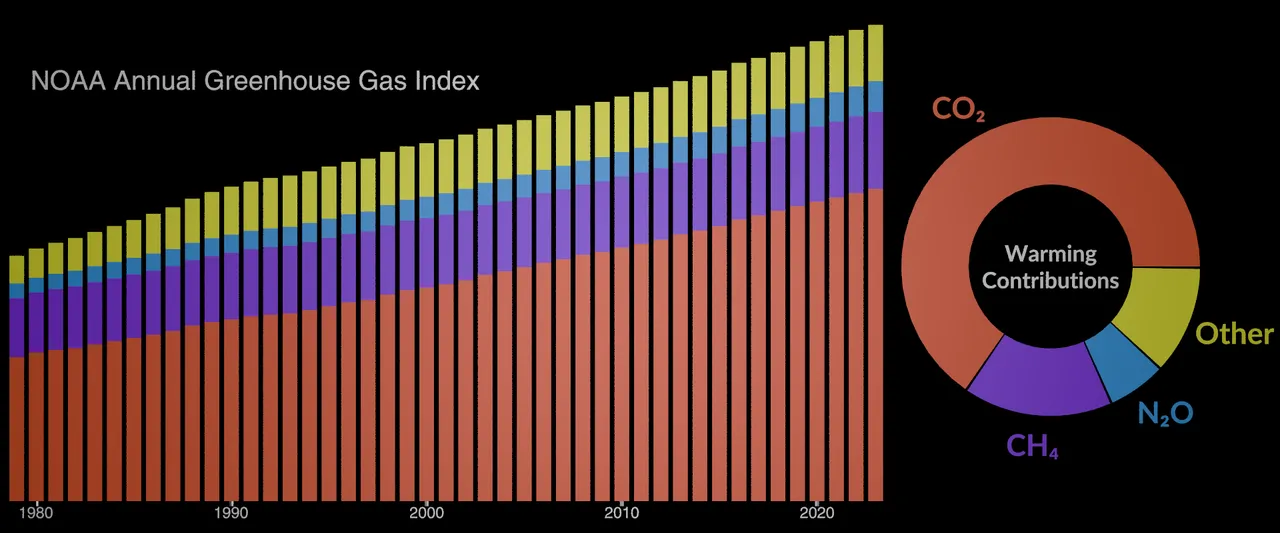 NOAA Annual Greenhouse Gas Index
1980
1990
2000
2010
2020
CO₂
Warming
Contributions
Other
N₂O
CH₄